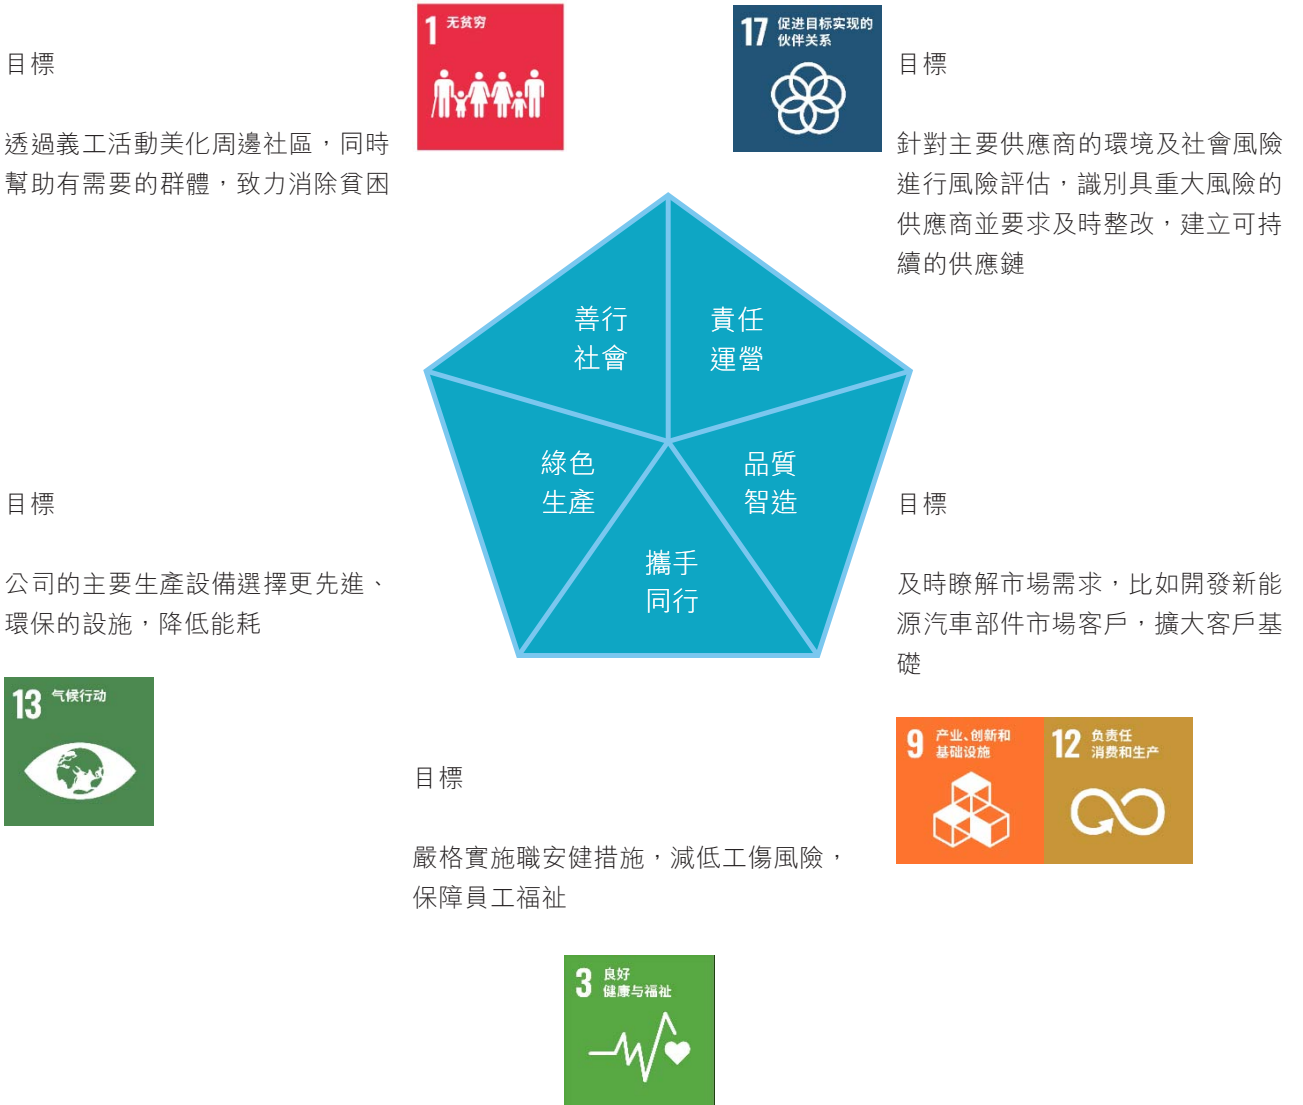 1 无贫穷
目標
透過義工活動美化周邊社區，同時
幫助有需要的群體，致力消除貧困
17 促进目标实现的
伙伴关系
目標
針對主要供應商的環境及社會風險
進行風險評估，識別具重大風險的
供應商並要求及時整改，建立可持
續的供應鏈
善行
社會
責任
運營
綠色
生產
品質
智造
攜手
同行
目標
公司的主要生產設備選擇更先進、
環保的設施，降低能耗
13 气候行动
目標
及時瞭解市場需求，比如開發新能
源汽車部件市場客戶，擴大客戶基
礎
9 产业、创新和
基础设施
12 负责任
消费和生产
目標
嚴格實施職安健措施，減低工傷風險，
保障員工福祉
3 良好
健康与福祉